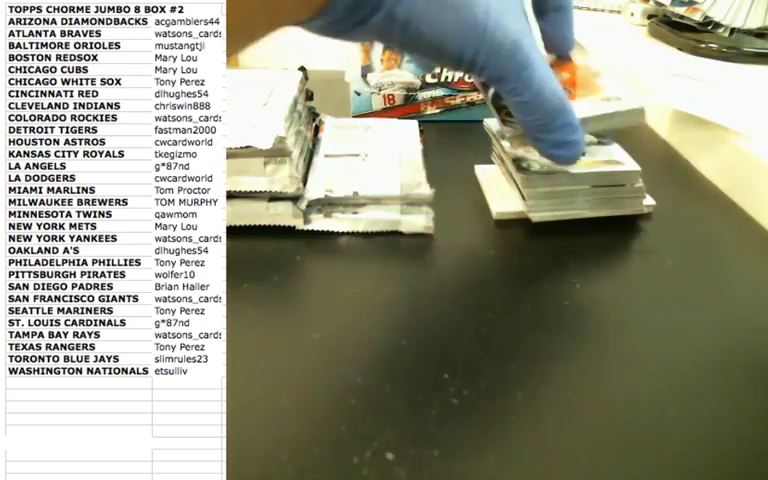 TOPPS CHORME JUMBO 8 BOX #2
ARIZONA DIAMONDBACKS acgamblers44
ATLANTA BRAVES watsons_cards
BALTIMORE ORIOLES mustangtji
BOSTON REDSOX Mary Lou
CHICAGO CUBS Mary Lou
CHICAGO WHITE SOX Tony Perez
CINCINNATI RED dlhughes54
CLEVELAND INDIANS chriswin888
COLORADO ROCKIES watsons_cards
DETROIT TIGERS fastman2000
HOUSTON ASTROS cwcardworld
KANSAS CITY ROYALS tkegizmo
LA ANGELS g*87nd
LA DODGERS cwcardworld
MIAMI MARLINS Tom Proctor
MILWAUKEE BREWERS TOM MURPHY
MINNESOTA TWINS qawmom
NEW YORK METS Mary Lou
NEW YORK YANKEES watsons_cards
OAKLAND A'S dlhughes54
PHILADELPHIA PHILLIES Tony Perez
PITTSBURGH PIRATES wolfer10
SAN DIEGO PADRES Brian Haller
SAN FRANCISCO GIANTS watsons_cards
SEATTLE MARINERS Tony Perez
ST. LOUIS CARDINALS g*87nd
TAMPA BAY RAYS watsons_cards
TEXAS RANGERS Tony Perez
TORONTO BLUE JAYS slimrules23
WASHINGTON NATIONALS etsulliv
Chro
18
BASEBA